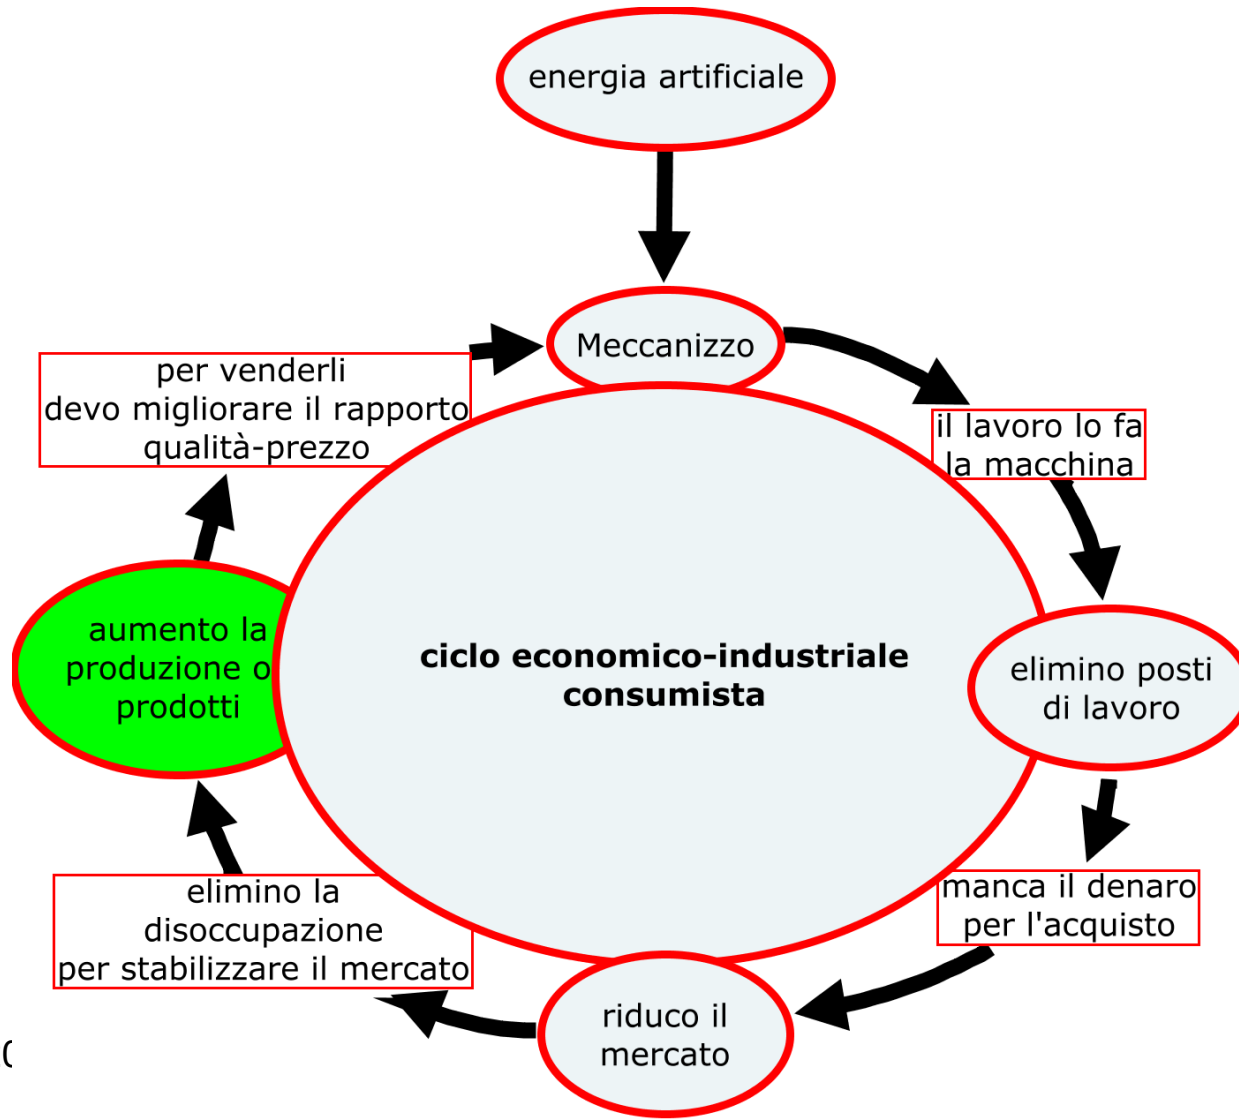 energia artificiale
Meccanizzo
il lavoro lo fa
la macchina
elimino posti
di lavoro
manca il denaro
per l'acquisto
riduco il
mercato
elimino la
disoccupazione
per stabilizzare il mercato
aumento la
produzione o
prodotti
per venderli
devo migliorare il rapporto
qualità-prezzo
ciclo economico-industriale
consumista